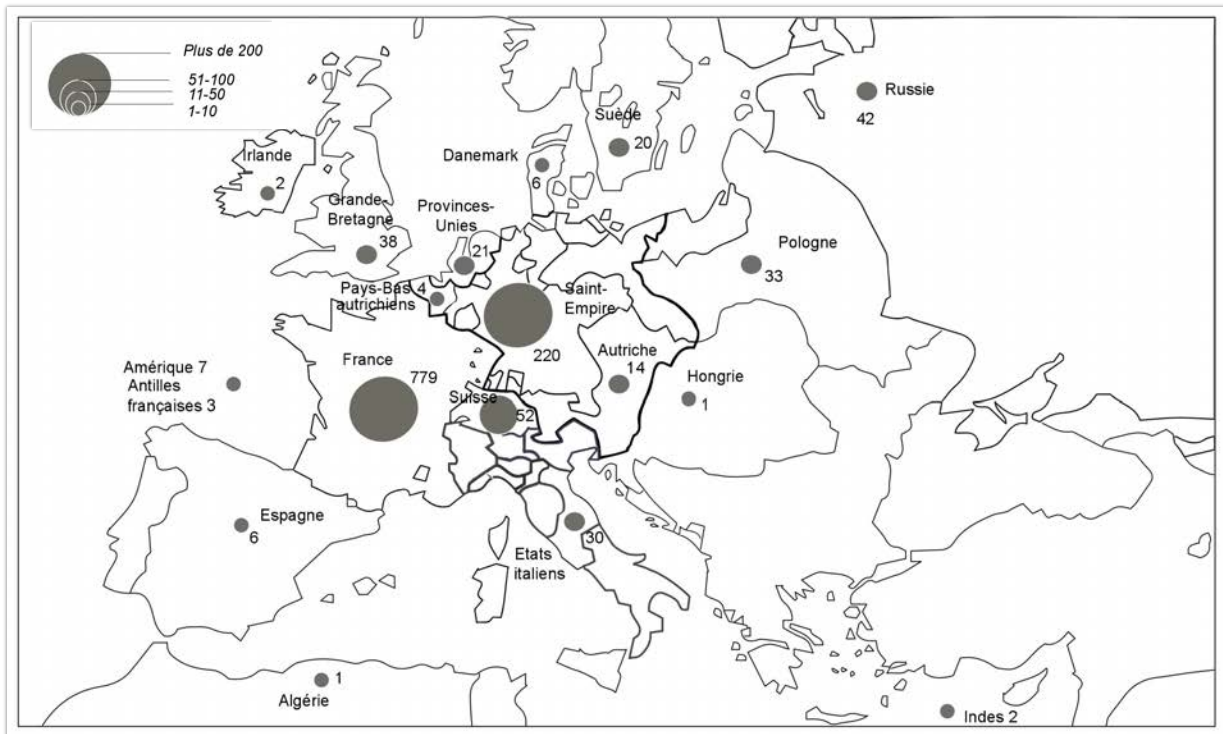 Plus de 200
51-100
11-50
1-10
Russie
42
Suède
20
Irlande
2
Danemark
6
Grande-
Bretagne
38
Provinces-
Unies
21
Pologne
33
Pays-Bas 4
autrichiens
Saint-
Empire
220
Autriche
14
Hongrie
1
Amérique 7
Antilles
françaises 3
France
779
Suisse
52
Espagne
6
Etats
italiens
30
Algérie
1
Indes 2